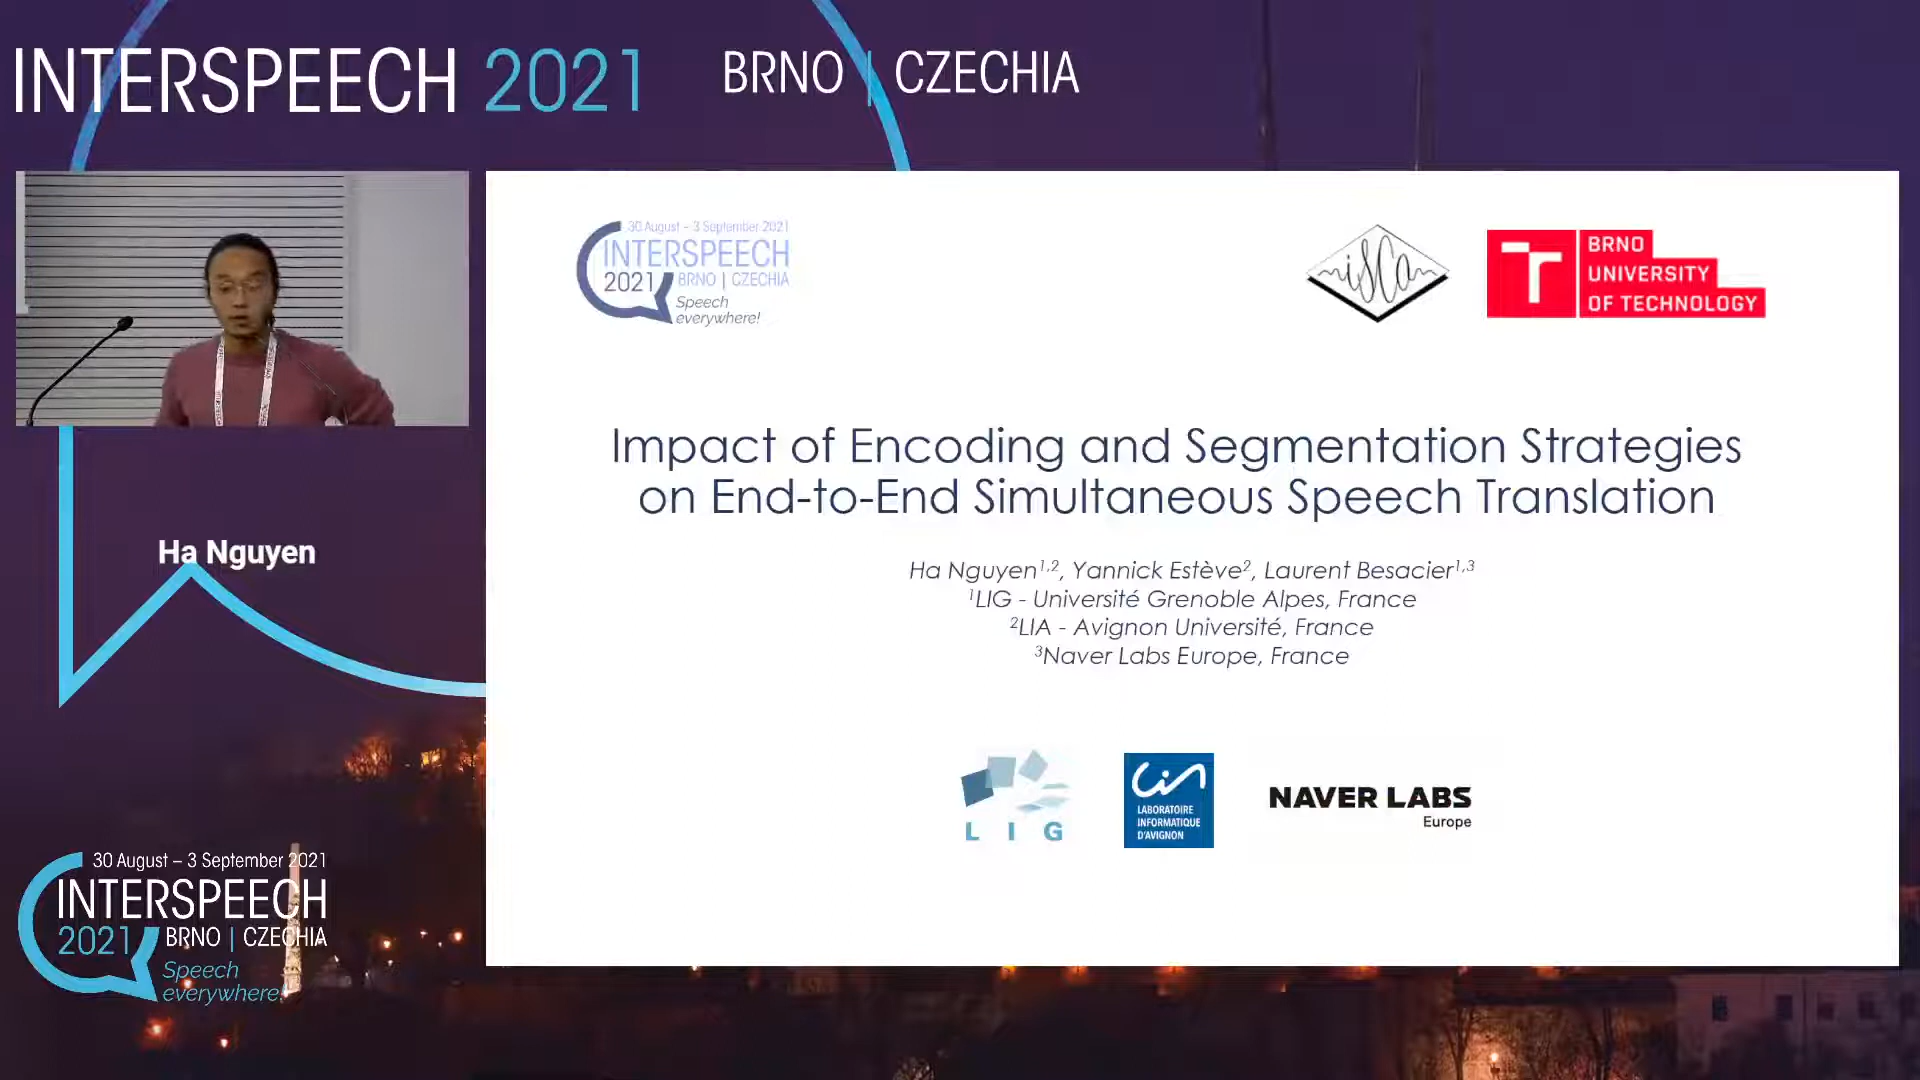 INTERSPEECH 2021 BRNO | CZECHIA
Ha Nguyen
30 August – 3 September 2021
INTERSPEECH
2021 BRNO | CZECHIA
Speech
everywhere!
30 August – 3 September 2021
INTERSPEECH
2021 BRNO | CZECHIA
Speech
everywhere!
isca
T BRNO
UNIVERSITY
OF TECHNOLOGY
Impact of Encoding and Segmentation Strategies
on End-to-End Simultaneous Speech Translation
Ha Nguyen1,2, Yannick Estève2, Laurent Besacier1,3
1LIG - Université Grenoble Alpes, France
2LIA - Avignon Université, France
3Naver Labs Europe, France
LIG
LIA
LABORATOIRE
INFORMATIQUE
D'AVIGNON
NAVER LABS
Europe